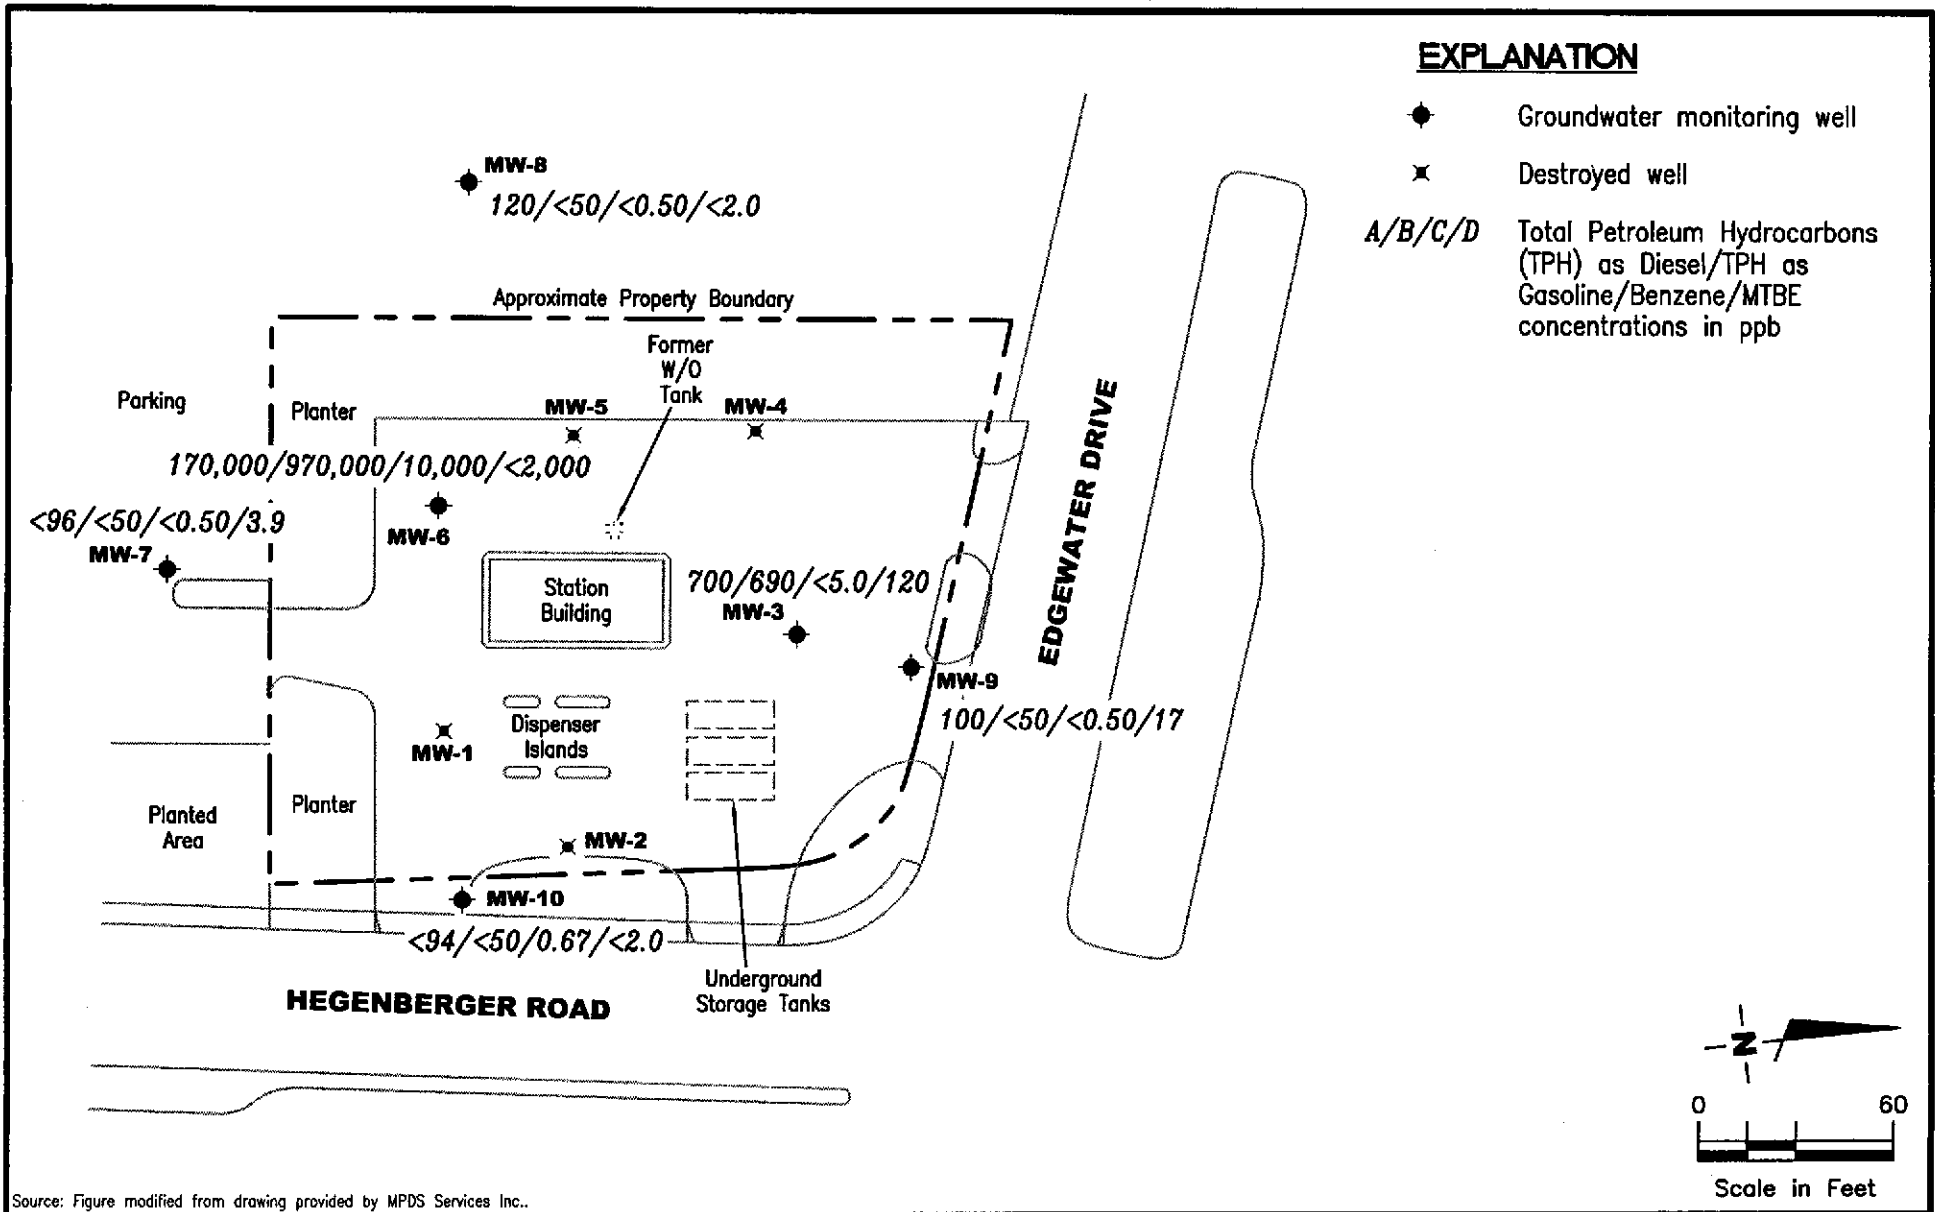 EXPLANATION
Groundwater monitoring well
Destroyed well
A/B/C/D
Total Petroleum Hydrocarbons
(TPH) as Diesel/TPH as
Gasoline/Benzene/MTBE
concentrations in ppb
MW-8
120/<50/<0.50/<2.0
Approximate Property Boundary
Former
W/O
Tank
Parking
Planter
MW-5
MW-4
170,000/970,000/10,000/<2,000
<96/<50/<0.50/3.9
MW-7
MW-6
Station
Building
700/690/<5.0/120
MW-3
EDGEWATER DRIVE
MW-9
100/<50/<0.50/17
MW-1
Dispenser
Islands
Planted
Area
Planter
MW-2
MW-10
<94/<50/0.67/<2.0
Underground
Storage Tanks
HEGENBERGER ROAD
N
0 60
Scale in Feet
Source: Figure modified from drawing provided by MPDS Services Inc..